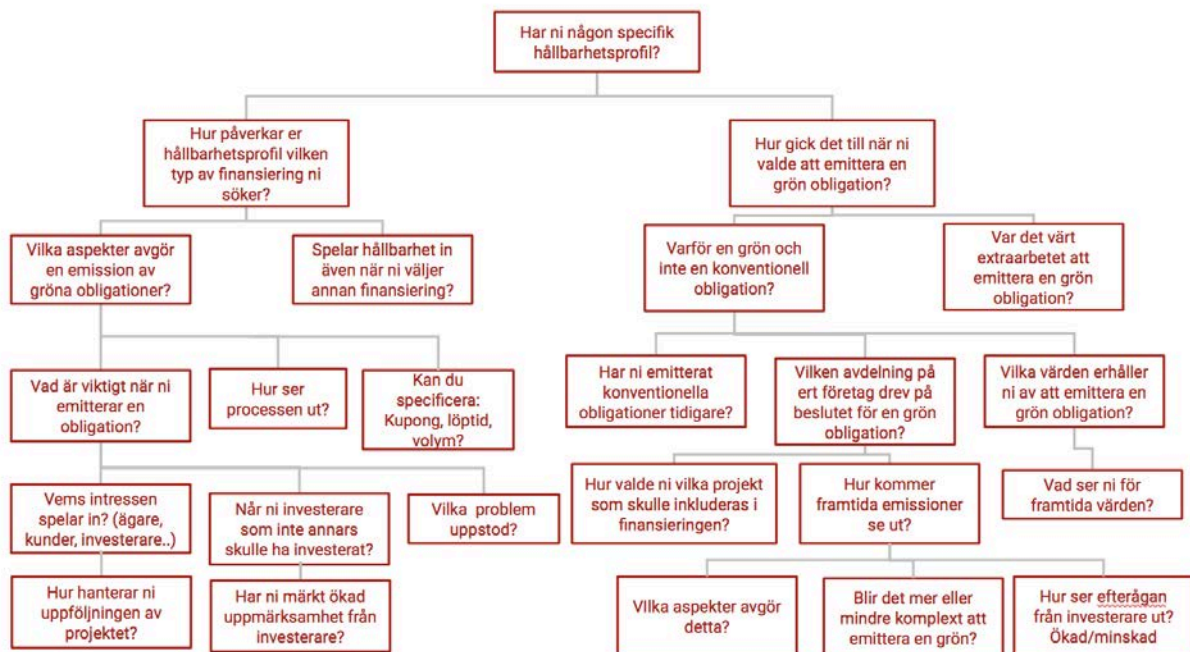 Har ni någon specifik
hållbarhetsprofil?
Hur påverkar er
hållbarhetsprofil vilken
typ av finansiering ni
söker?
Hur gick det till när ni
valde att emittera en
grön obligation?
Vilka aspekter avgör
en emission av
gröna obligationer?
Spelar hållbarhet in
även när ni väljer
annan finansiering?
Varför en grön och
inte en konventionell
obligation?
Var det värt
extraarbetet att
emittera en grön
obligation?
Vad är viktigt när ni
emitterar en
obligation?
Hur ser
processen ut?
Kan du
specificera:
Kupong, löptid,
volym?
Har ni emitterat
konventionella
obligationer tidigare?
Vilken avdelning på
ert företag drev på
beslutet för en grön
obligation?
Vilka värden erhåller
ni av att emittera en
grön obligation?
Vems intressen
spelar in? (ägare,
kunder, investerare..)
Når ni investerare
som inte annars
skulle ha investerat?
Vilka problem
uppstod?
Hur valde ni vilka projekt
som skulle inkluderas i
finansieringen?
Hur kommer
framtida emissioner
se ut?
Vad ser ni för
framtida värden?
Hur hanterar ni
uppföljningen av
projektet?
Har ni märkt ökad
uppmärksamhet från
investerare?
VIlka aspekter avgör
detta?
Blir det mer eller
mindre komplext att
emittera en grön?
Hur ser efterågan
från investerare ut?
Ökad/minskad